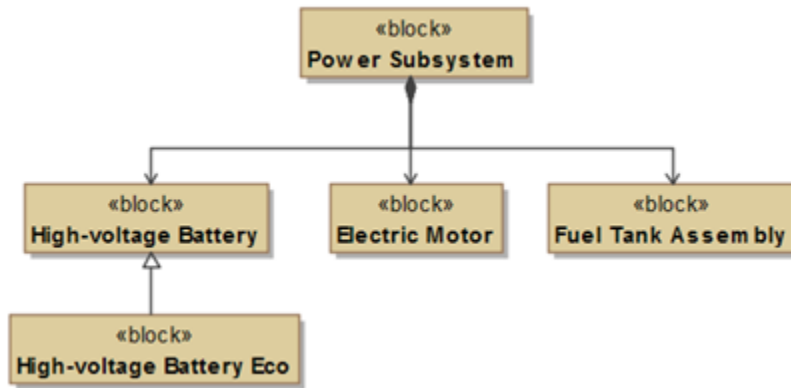 «block»
Power Subsystem
«block»
High-voltage Battery
«block»
Electric Motor
«block»
Fuel Tank Assembly
«block»
High-voltage Battery Eco